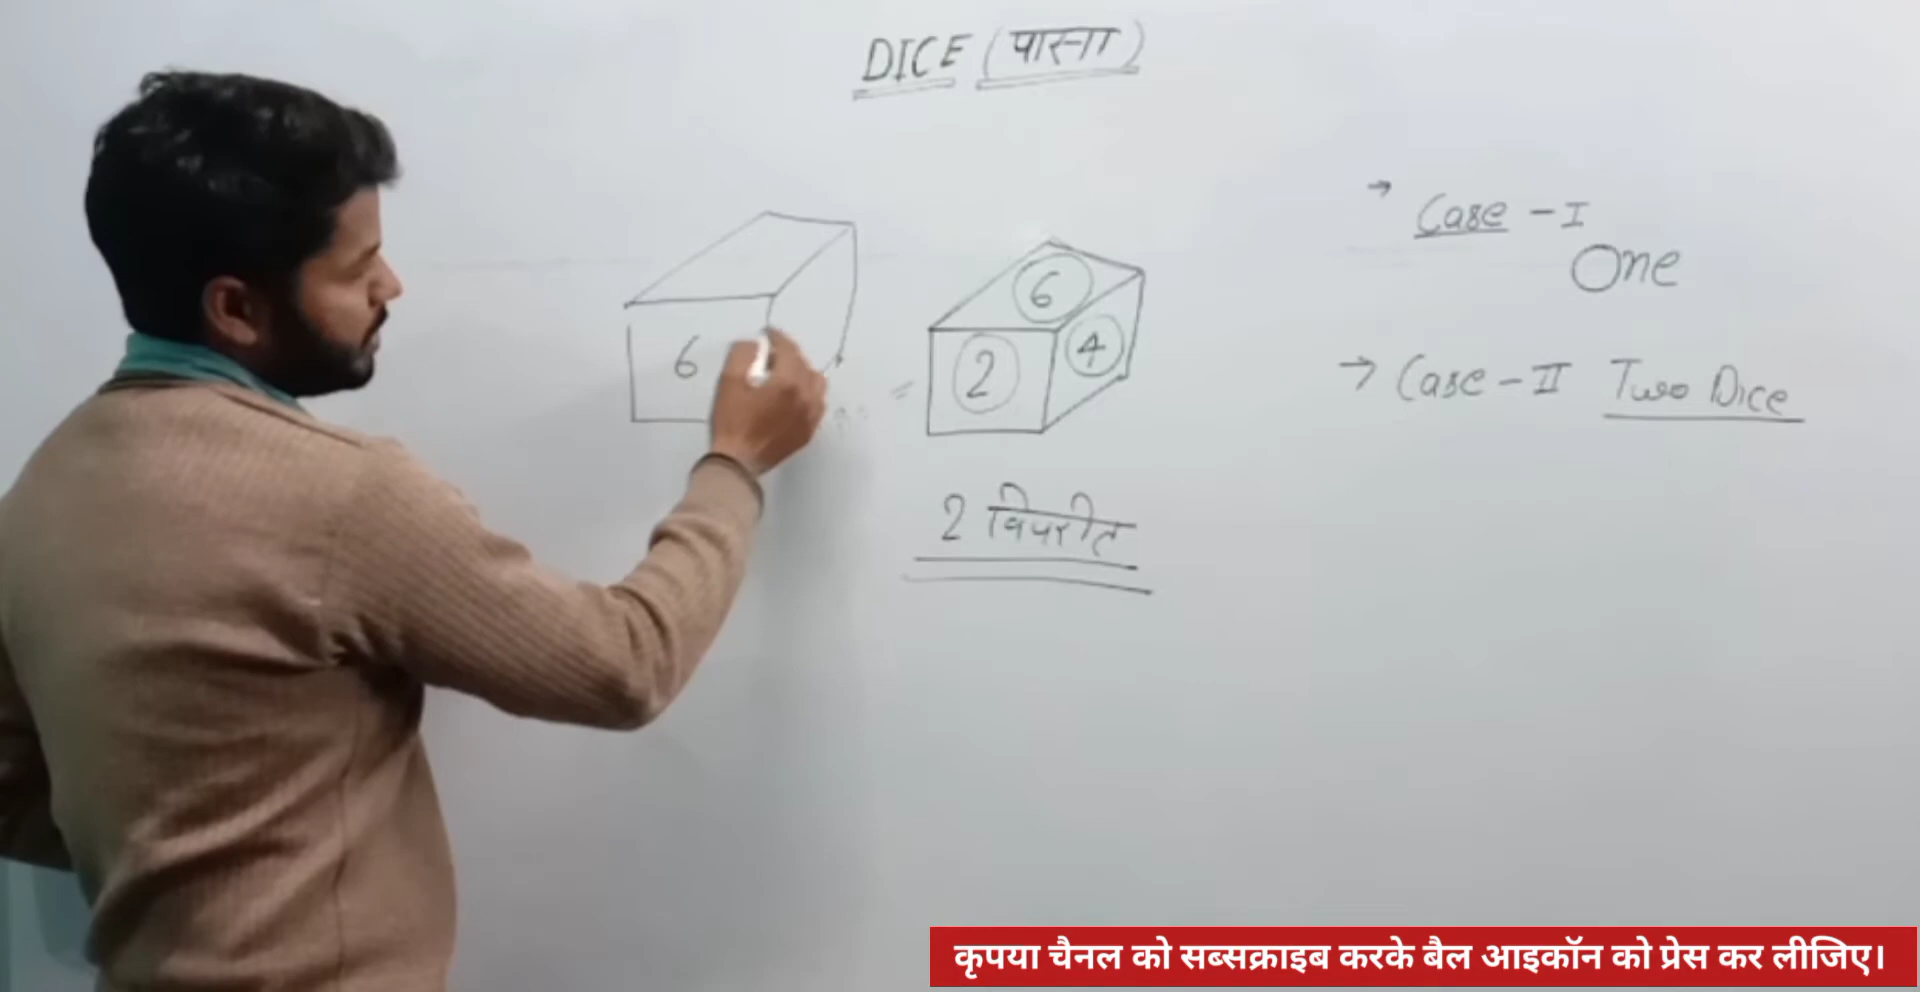 DICE (पासा)
Case - I
One
6
6
2
4
→ Case - II Two Dice
2 विपरीत
कृपया चैनल को सब्सक्राइब करके बैल आइकॉन को प्रेस कर लीजिए।